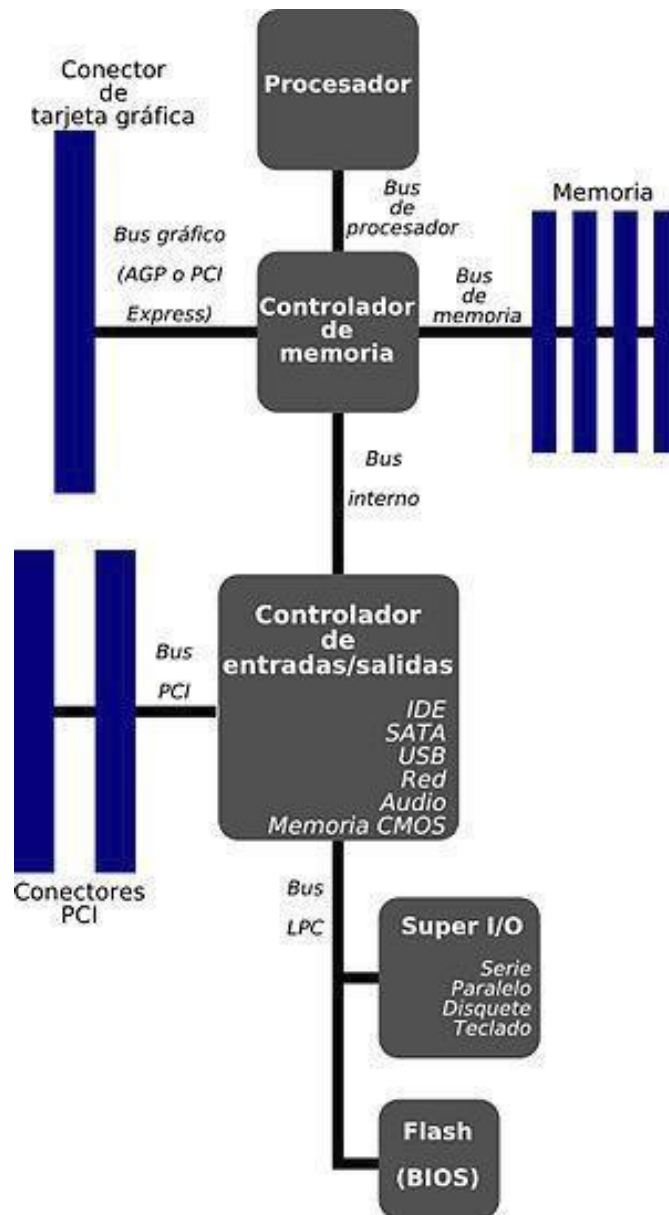 Procesador
Conector
de
tarjeta gráfica
Bus
de
procesador
Memoria
Bus gráfico
(AGP o PCI
Express)
Controlador
de
memoria
Bus
de
memoria
Bus
interno
Controlador
de
entradas/salidas
IDE
SATA
USB
Red
Audio
Memoria CMOS
Bus
PCI
Conectores
PCI
Bus
LPC
Super I/O
Serie
Paralelo
Disquete
Teclado
Flash
(BIOS)